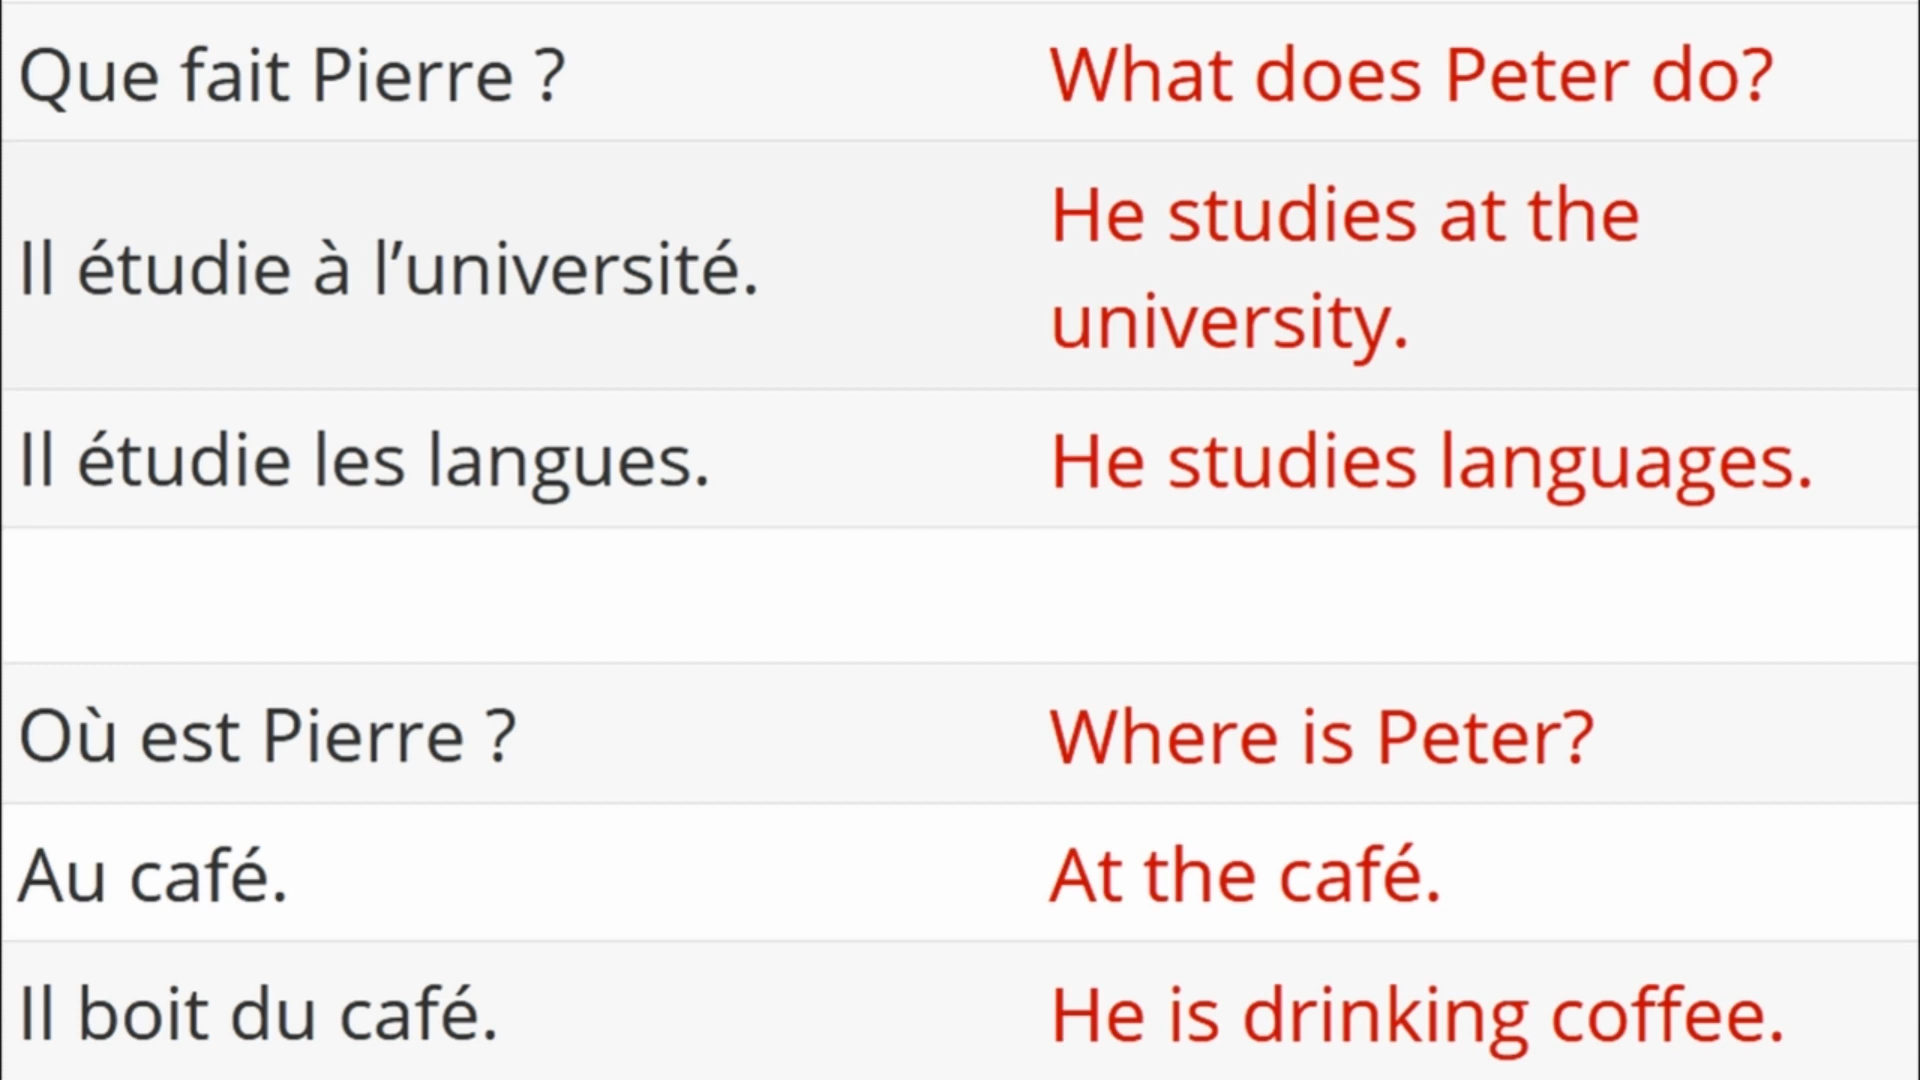 Que fait Pierre ? What does Peter do?
Il étudie à l’université. He studies at the
university.
Il étudie les langues. He studies languages.
Où est Pierre ? Where is Peter?
Au café. At the café.
Il boit du café. He is drinking coffee.